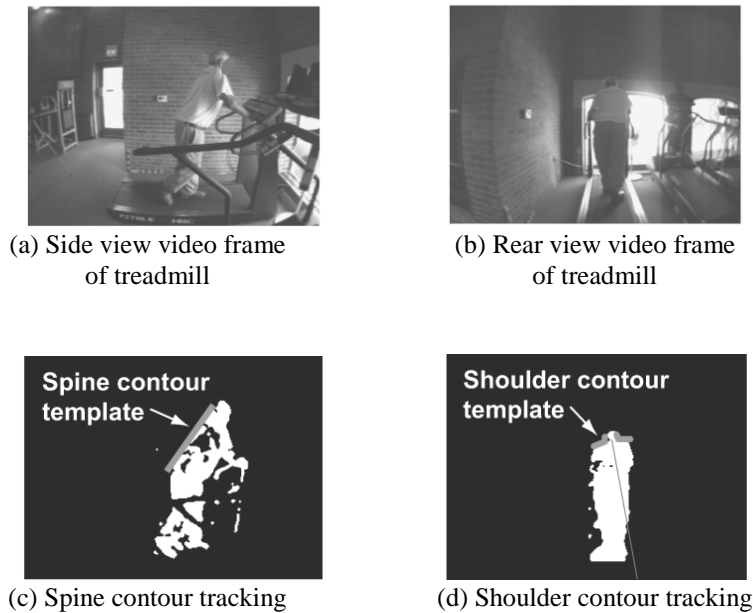 (a) Side view video frame
of treadmill
(b) Rear view video frame
of treadmill
Spine contour
template
Shoulder contour
template
(c) Spine contour tracking
(d) Shoulder contour tracking